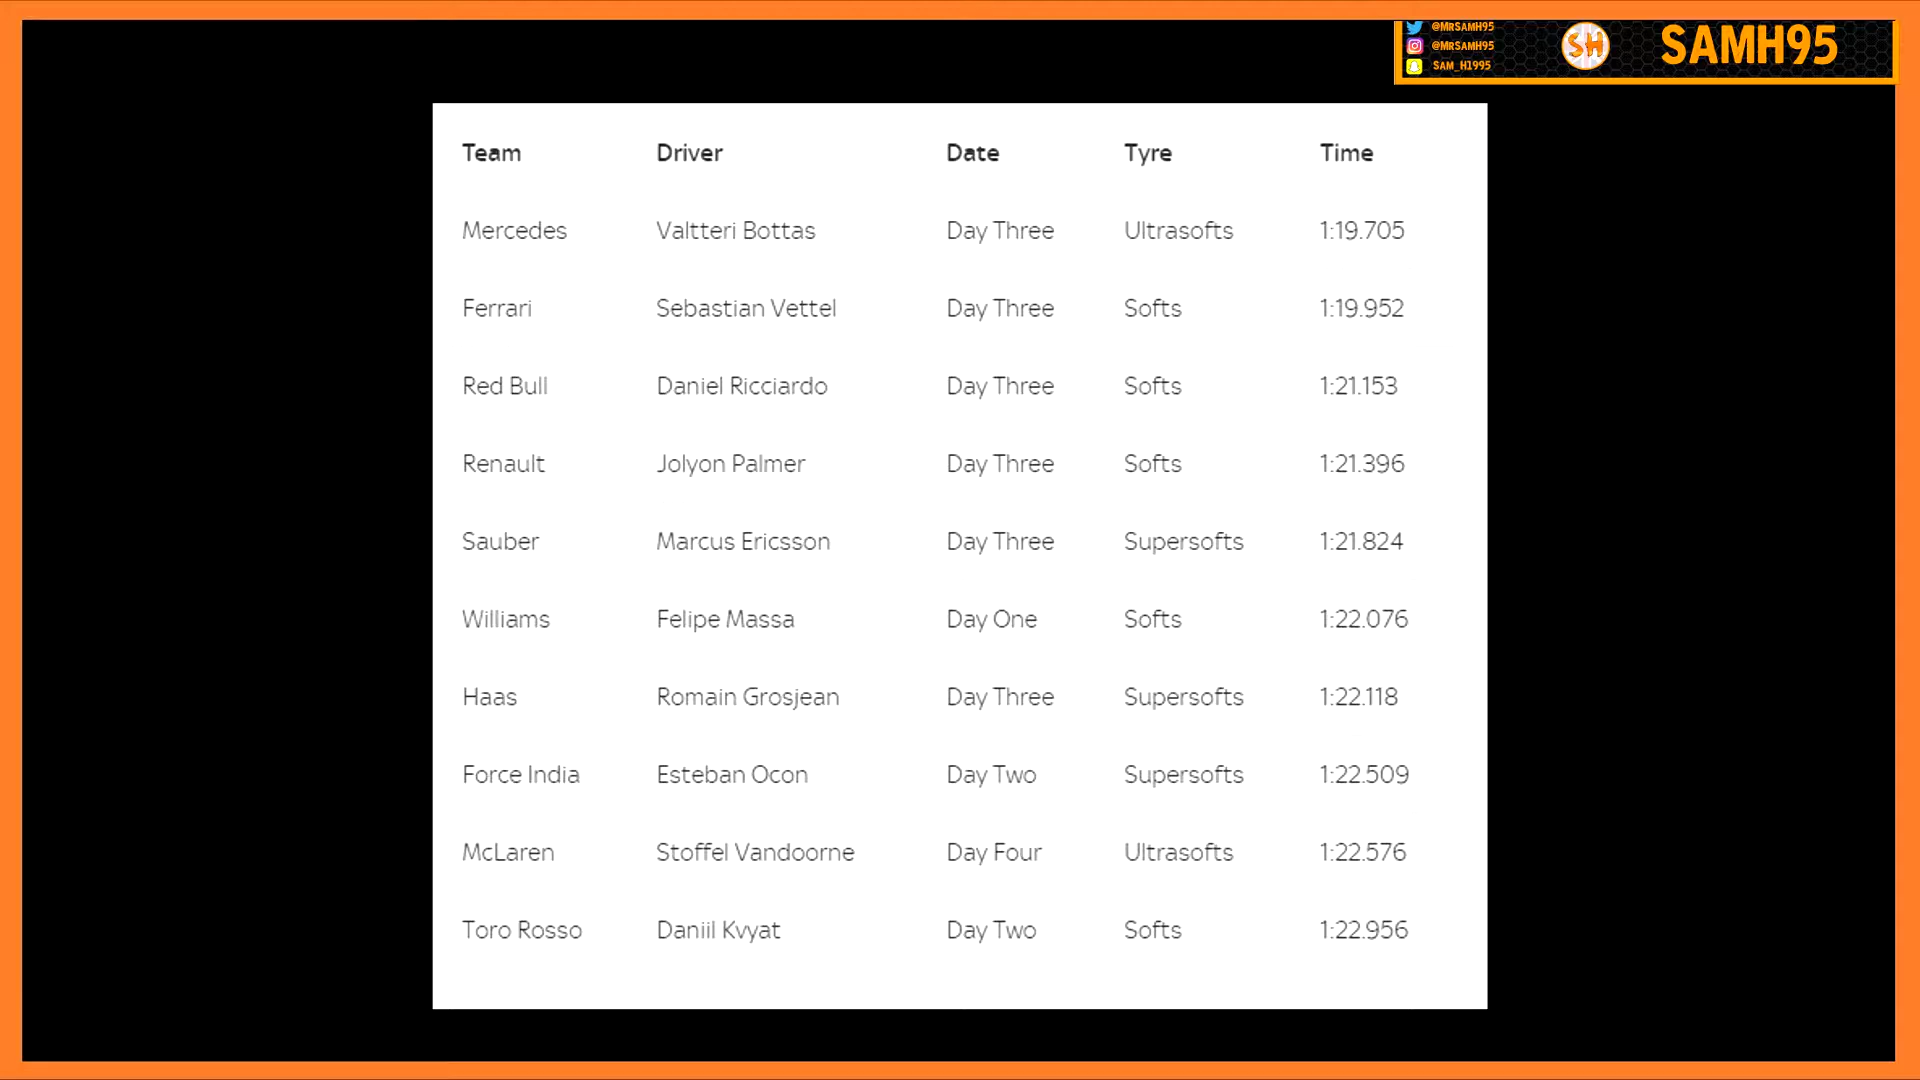 @MRSAMH95
@MRSAMH95
SAM_H1995
SH
SAMH95
Team Driver Date Tyre Time
Mercedes Valtteri Bottas Day Three Ultrasofts 1:19.705
Ferrari Sebastian Vettel Day Three Softs 1:19.952
Red Bull Daniel Ricciardo Day Three Softs 1:21.153
Renault Jolyon Palmer Day Three Softs 1:21.396
Sauber Marcus Ericsson Day Three Supersofts 1:21.824
Williams Felipe Massa Day One Softs 1:22.076
Haas Romain Grosjean Day Three Supersofts 1:22.118
Force India Esteban Ocon Day Two Supersofts 1:22.509
McLaren Stoffel Vandoorne Day Four Ultrasofts 1:22.576
Toro Rosso Daniil Kvyat Day Two Softs 1:22.956